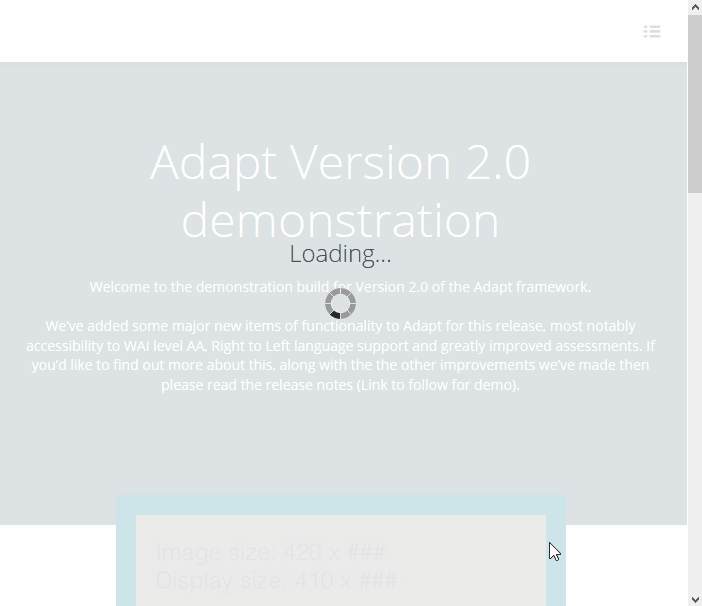 Adapt Version 2.0
demonstration
Loading...
Welcome to the demonstration build for Version 2.0 of the Adapt framework.
We've added some major new items of functionality to Adapt for this release, most notably
accessibility to WAI level AA, Right to Left language support and greatly improved assessments. If
you'd like to find out more about this, along with the the other improvements we've made then
please read the release notes (Link to follow for demo).
Image size: 420 x ###
Display size: 410 x ###